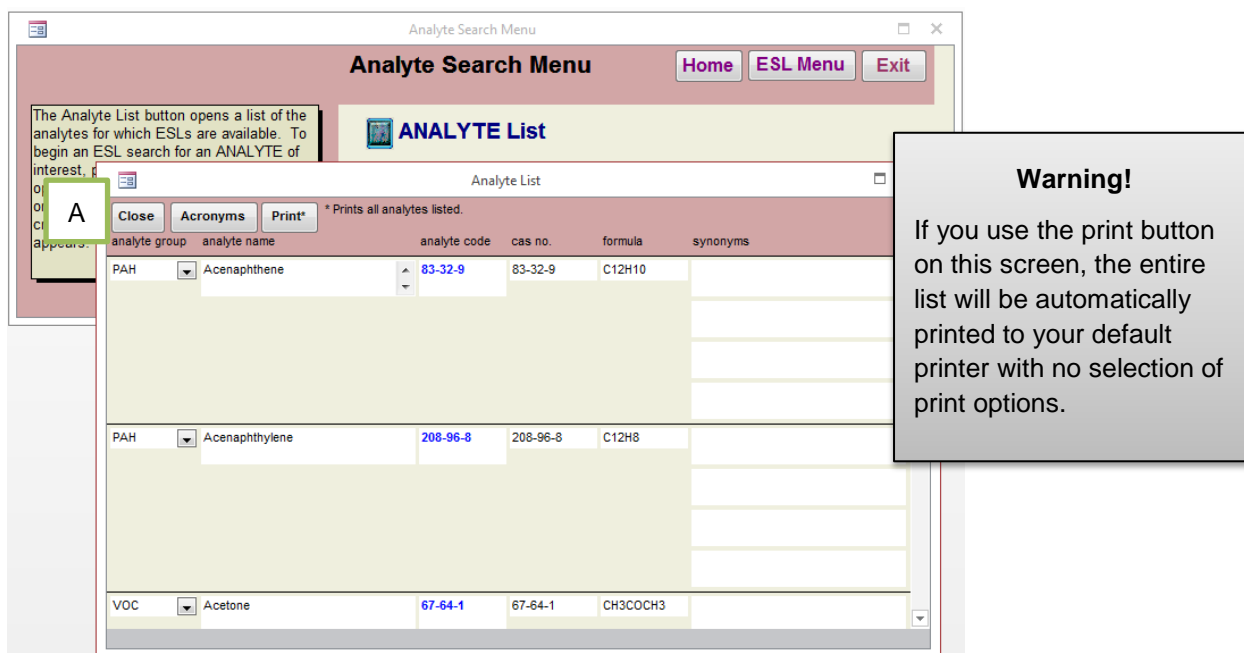 Analyte Search Menu
Analyte Search Menu
Home
ESL Menu
Exit
The Analyte List button opens a list of the
analytes for which ESLs are available. To
begin an ESL search for an ANALYTE of
interest,
appears.
ANALYTE List
A
Analyte List
Close
Acronyms
Print*
* Prints all analytes listed.
analyte group analyte name analyte code cas no. formula synonyms
PAH Acenaphthene 83-32-9 83-32-9 C12H10
PAH Acenaphthylene 208-96-8 208-96-8 C12H8
VOC Acetone 67-64-1 67-64-1 CH3COCH3
Warning!
If you use the print button
on this screen, the entire
list will be automatically
printed to your default
printer with no selection of
print options.